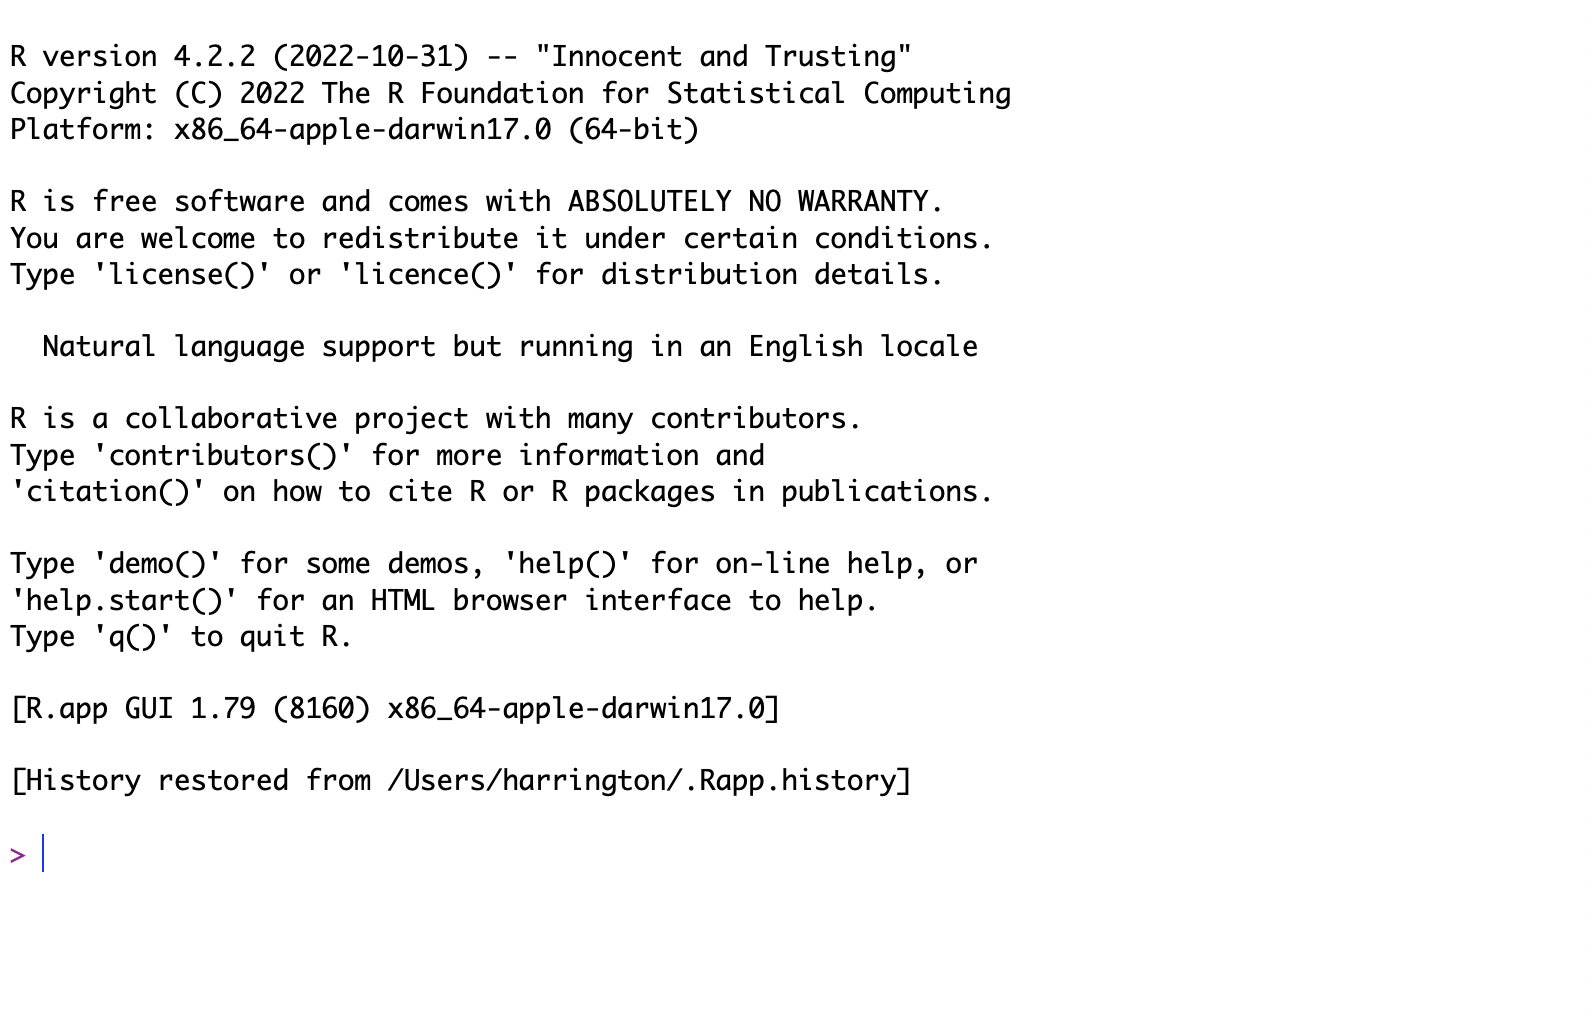 R version 4.2.2 (2022-10-31) -- "Innocent and Trusting"
Copyright (C) 2022 The R Foundation for Statistical Computing
Platform: x86_64-apple-darwin17.0 (64-bit)
R is free software and comes with ABSOLUTELY NO WARRANTY.
You are welcome to redistribute it under certain conditions.
Type 'license()' or 'licence()' for distribution details.
  Natural language support but running in an English locale
R is a collaborative project with many contributors.
Type 'contributors()' for more information and
'citation()' on how to cite R or R packages in publications.
Type 'demo()' for some demos, 'help()' for on-line help, or
'help.start()' for an HTML browser interface to help.
Type 'q()' to quit R.
[R.app GUI 1.79 (8160) x86_64-apple-darwin17.0]
[History restored from /Users/harrington/.Rapp.history]
>